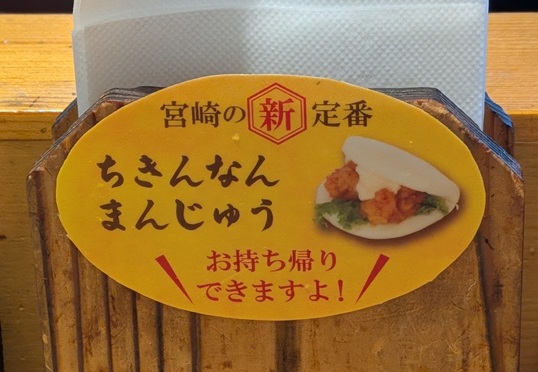 宮崎の新定番
ちきんなん
まんじゅう
お持ち帰り
できますよ！